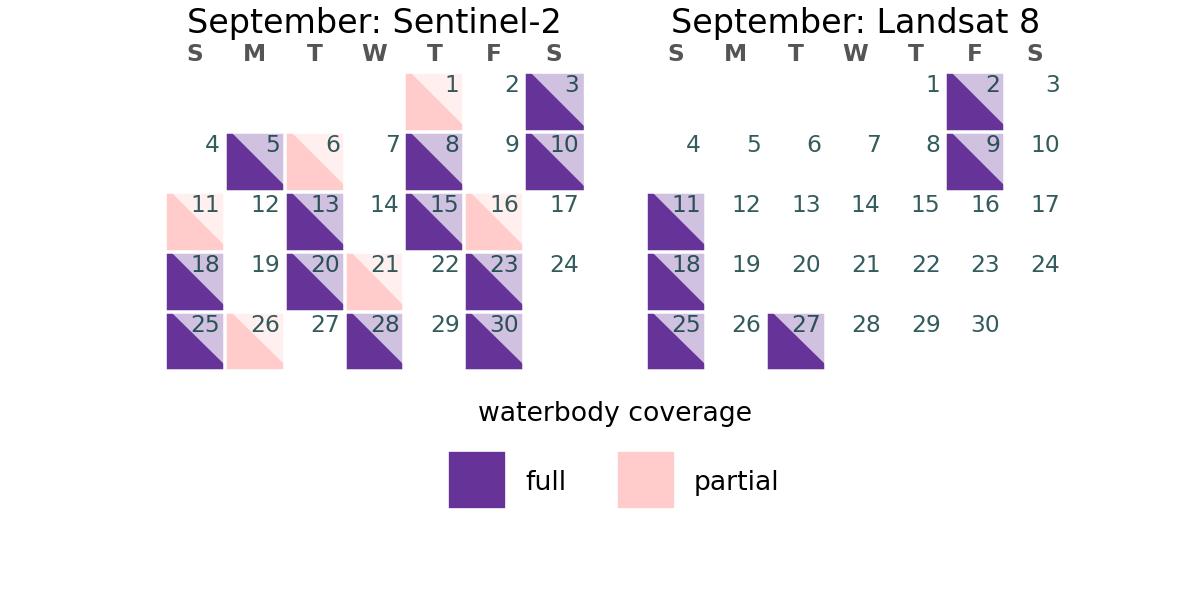 September: Sentinel-2
S M T W T F S
1 2 3
4 5 6 7 8 9 10
11 12 13 14 15 16 17
18 19 20 21 22 23 24
25 26 27 28 29 30
September: Landsat 8
S M T W T F S
1 2 3
4 5 6 7 8 9 10
11 12 13 14 15 16 17
18 19 20 21 22 23 24
25 26 27 28 29 30
waterbody coverage
full partial